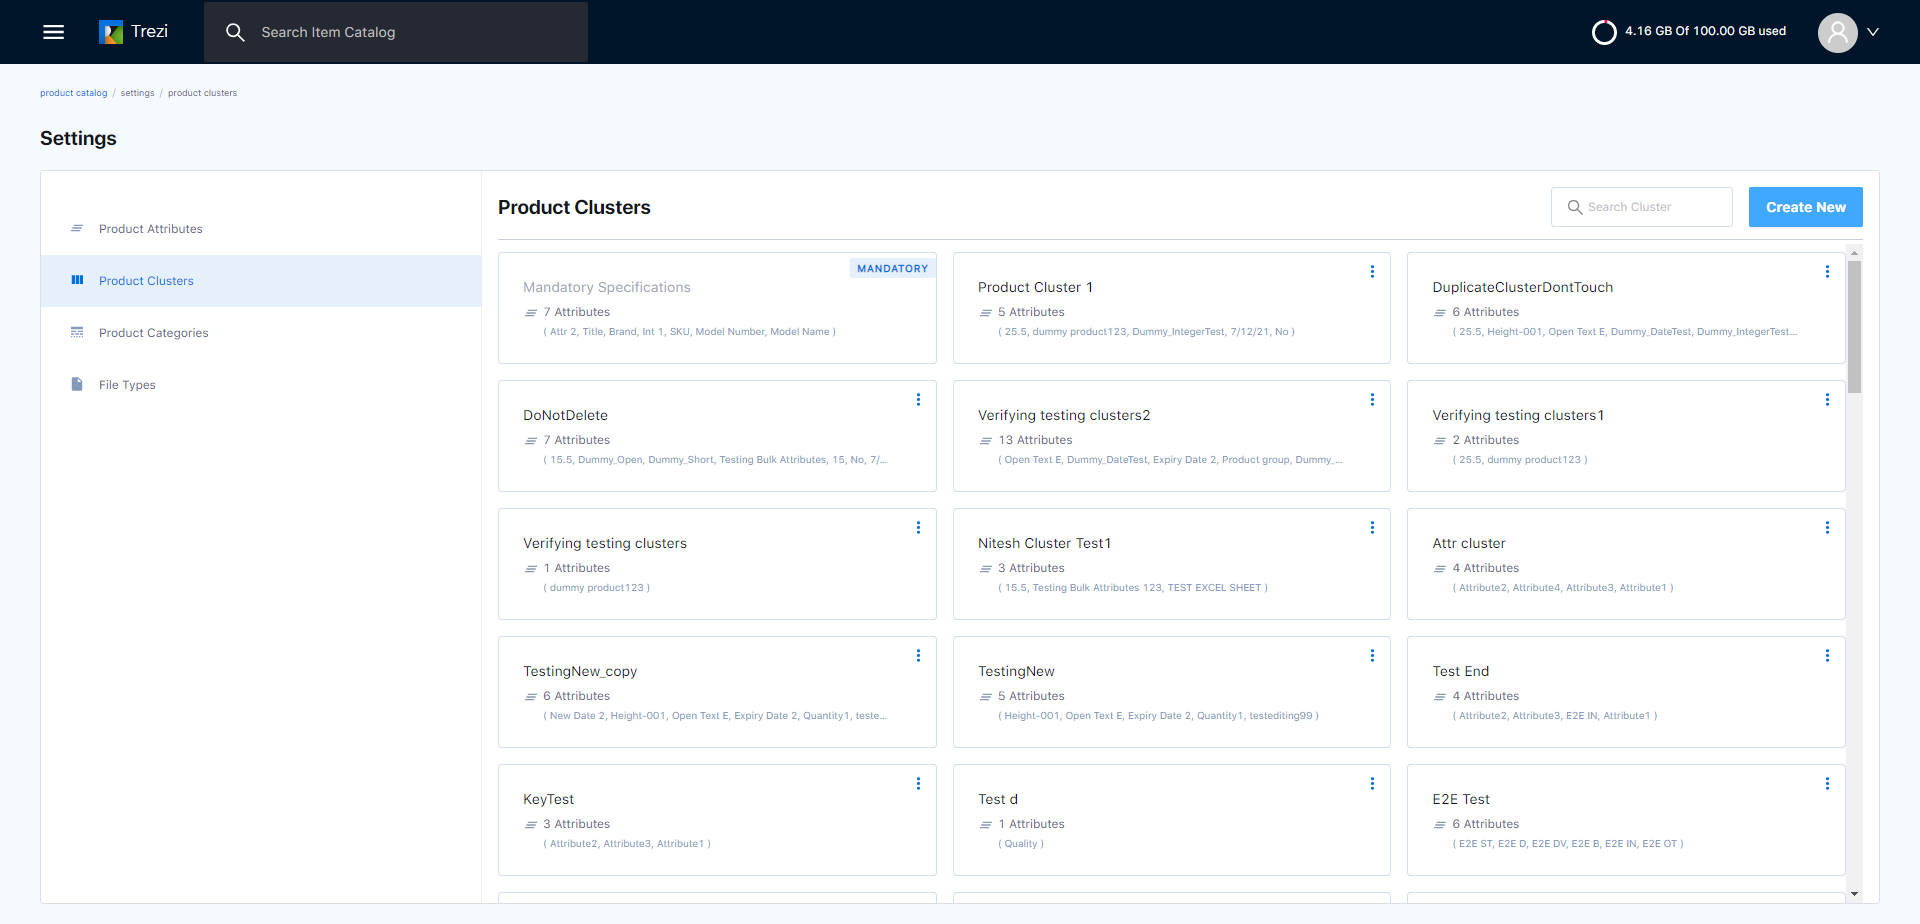 Trezi
Search Item Catalog
4.16 GB Of 100.00 GB used
product catalog / settings / product clusters
Settings
Product Attributes
Product Clusters
Product Categories
File Types
Product Clusters
Search Cluster
Create New
MANDATORY
Mandatory Specifications
7 Attributes
( Attr 2, Title, Brand, Int 1, SKU, Model Number, Model Name )
Product Cluster 1
5 Attributes
( 25.5, dummy product123, Dummy_IntegerTest, 7/12/21, No )
DuplicateClusterDontTouch
6 Attributes
( 25.5, Height-001, Open Text E, Dummy_DateTest, Dummy_IntegerTest...
DoNotDelete
7 Attributes
( 15.5, Dummy_Open, Dummy_Short, Testing Bulk Attributes, 15, No, 7/...
Verifying testing clusters2
13 Attributes
( Open Text E, Dummy_DateTest, Expiry Date 2, Product group, Dummy_...
Verifying testing clusters1
2 Attributes
( 25.5, dummy product123 )
Verifying testing clusters
1 Attributes
( dummy product123 )
Nitesh Cluster Test1
3 Attributes
( 15.5, Testing Bulk Attributes 123, TEST EXCEL SHEET )
Attr cluster
4 Attributes
( Attribute2, Attribute4, Attribute3, Attribute1 )
TestingNew_copy
6 Attributes
( New Date 2, Height-001, Open Text E, Expiry Date 2, Quantity1, teste...
TestingNew
5 Attributes
( Height-001, Open Text E, Expiry Date 2, Quantity1, testediting99 )
Test End
4 Attributes
( Attribute2, Attribute3, E2E IN, Attribute1 )
KeyTest
3 Attributes
( Attribute2, Attribute3, Attribute1 )
Test d
1 Attributes
( Quality )
E2E Test
6 Attributes
( E2E ST, E2E D, E2E DV, E2E B, E2E IN, E2E OT )